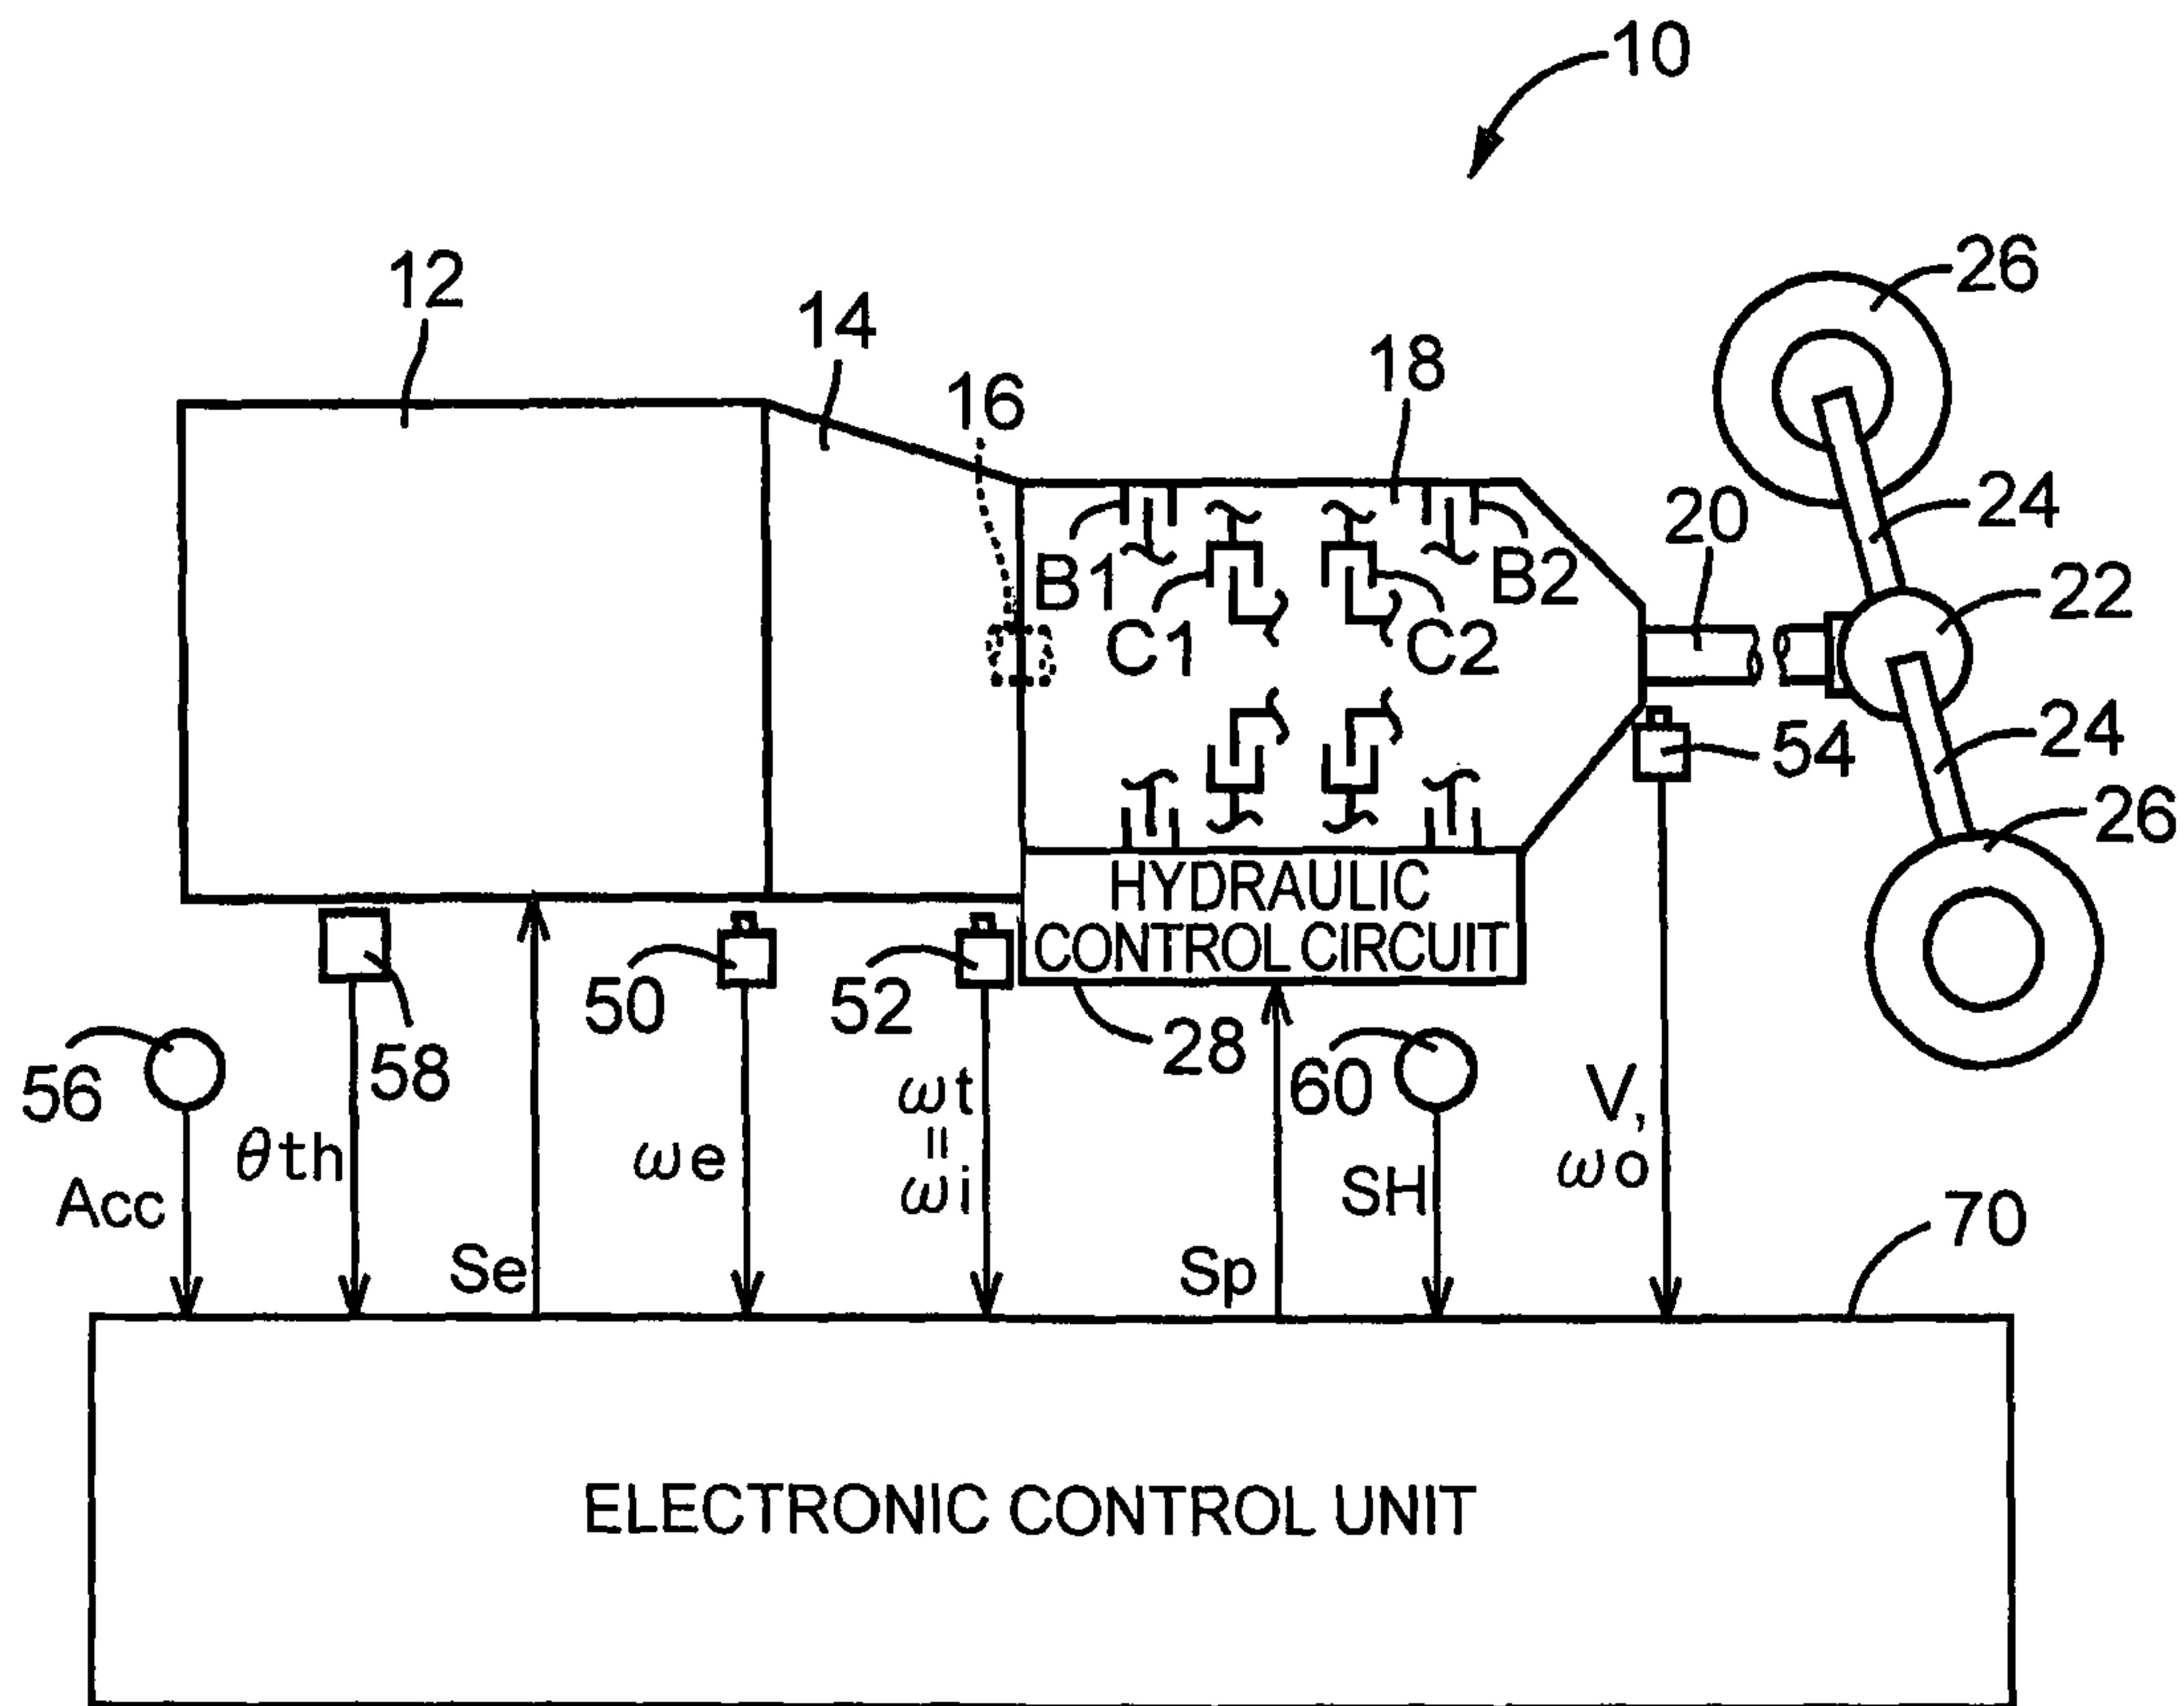 10
12
14
16
18
26
24
20
22
B1
B2
C1
C2
24
54
26
HYDRAULIC
CONTROL CIRCUIT
50
52
28
56
58
60
ωt
=
ωi
V,
ωo
θth
ωe
Acc
SH
Se
Sp
70
ELECTRONIC CONTROL UNIT